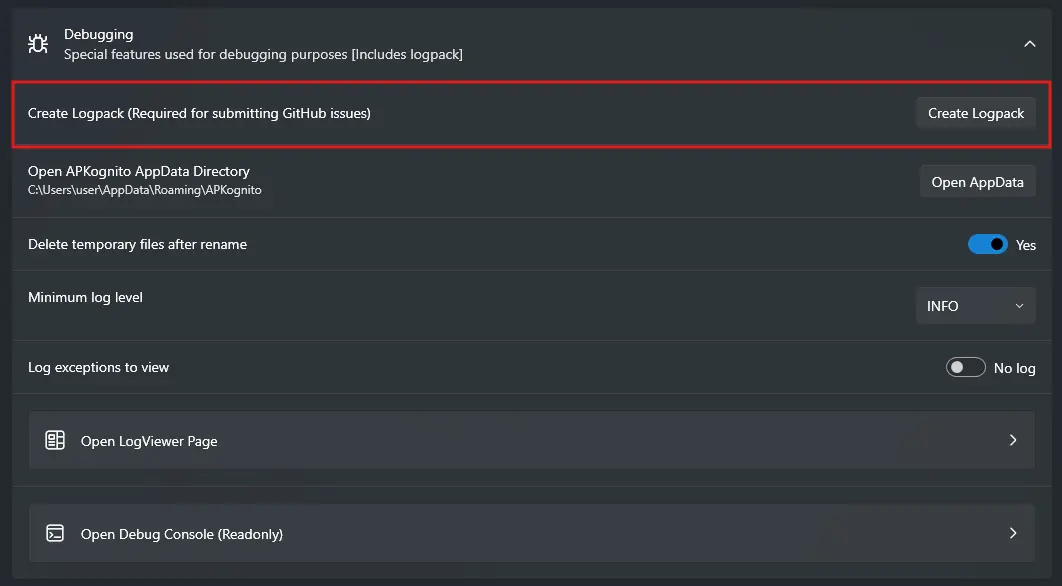 Debugging
Special features used for debugging purposes [Includes logpack]
Create Logpack (Required for submitting GitHub issues)
Create Logpack
Open APKognito AppData Directory
C:\Users\user\AppData\Roaming\APKognito
Open AppData
Delete temporary files after rename
Yes
Minimum log level
INFO
Log exceptions to view
No log
Open LogViewer Page
Open Debug Console (Readonly)